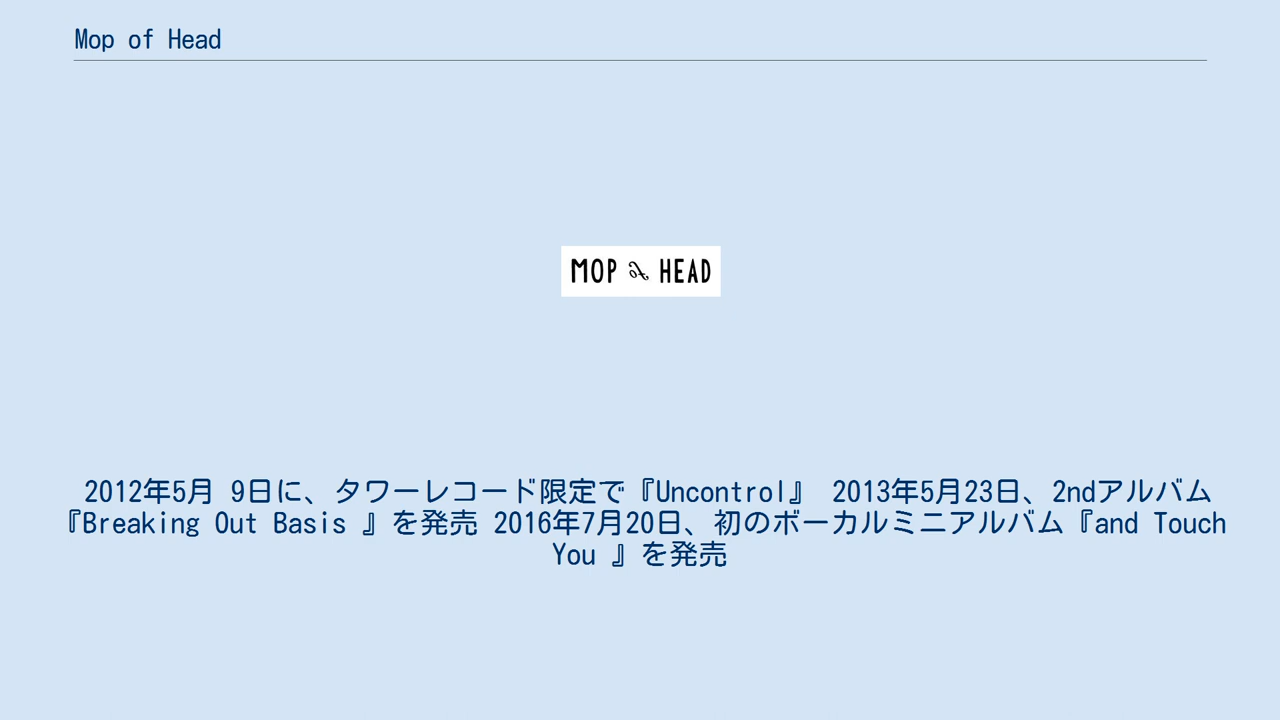 Mop of Head
MOP of HEAD
2012年5月 9日に、タワーレコード限定で『Uncontrol』 2013年5月23日、2ndアルバム
『Breaking Out Basis 』を発売 2016年7月20日、初のボーカルミニアルバム『and Touch
You 』を発売